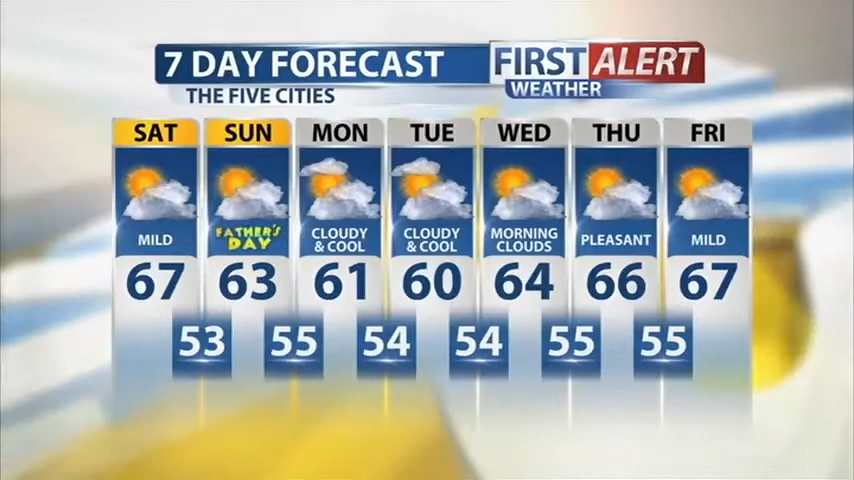 7 DAY FORECAST
FIRST ALERT
THE FIVE CITIES
WEATHER
SAT SUN MON TUE WED THU FRI
MILD
FATHER'S
DAY
CLOUDY
& COOL
CLOUDY
& COOL
MORNING
CLOUDS
PLEASANT
MILD
67 63 61 60 64 66 67
53 55 54 54 55 55